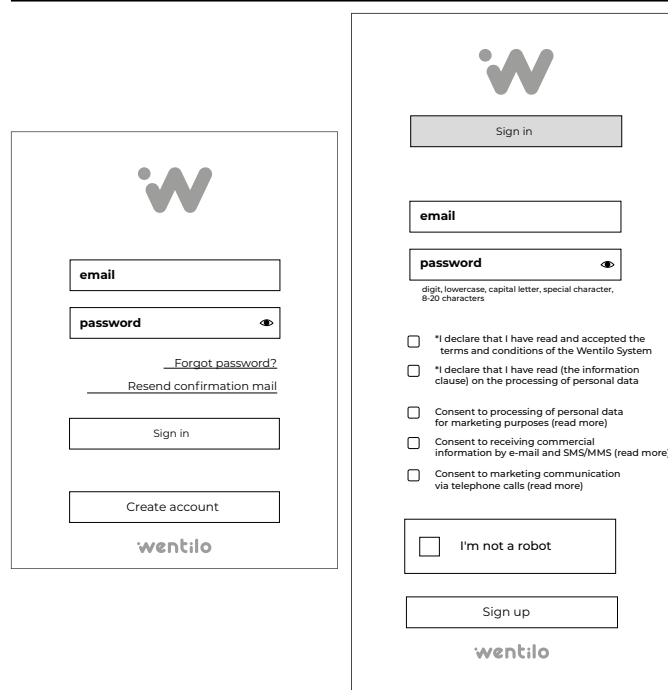 email
password
Forgot password?
Resend confirmation mail
Sign in
Create account
wentilo
Sign in
email
password
digit, lowercase, capital letter, special character,
8-20 characters
*I declare that I have read and accepted the
terms and conditions of the Wentilo System
*I declare that I have read (the information
clause) on the processing of personal data
Consent to processing of personal data
for marketing purposes (read more)
Consent to receiving commercial
information by e-mail and SMS/MMS (read more)
Consent to marketing communication
via telephone calls (read more)
I'm not a robot
Sign up
wentilo